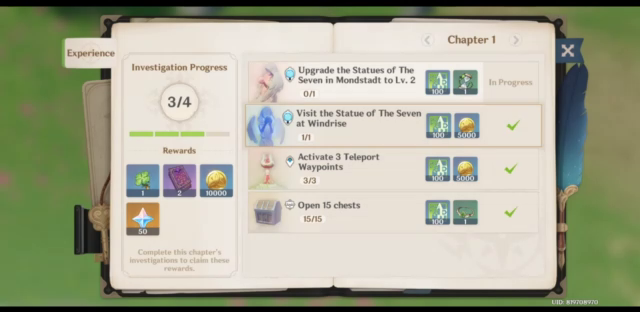 Experience
Investigation Progress
3/4
Rewards
1
2
10000
50
Complete this chapter's
investigations to claim these
rewards.
Chapter 1
Upgrade the Statues of The
Seven in Mondstadt to Lv. 2
0/1
100
1
In Progress
Visit the Statue of The Seven
at Windrise
1/1
100
5000
Activate 3 Teleport
Waypoints
3/3
100
5000
Open 15 chests
15/15
100
1